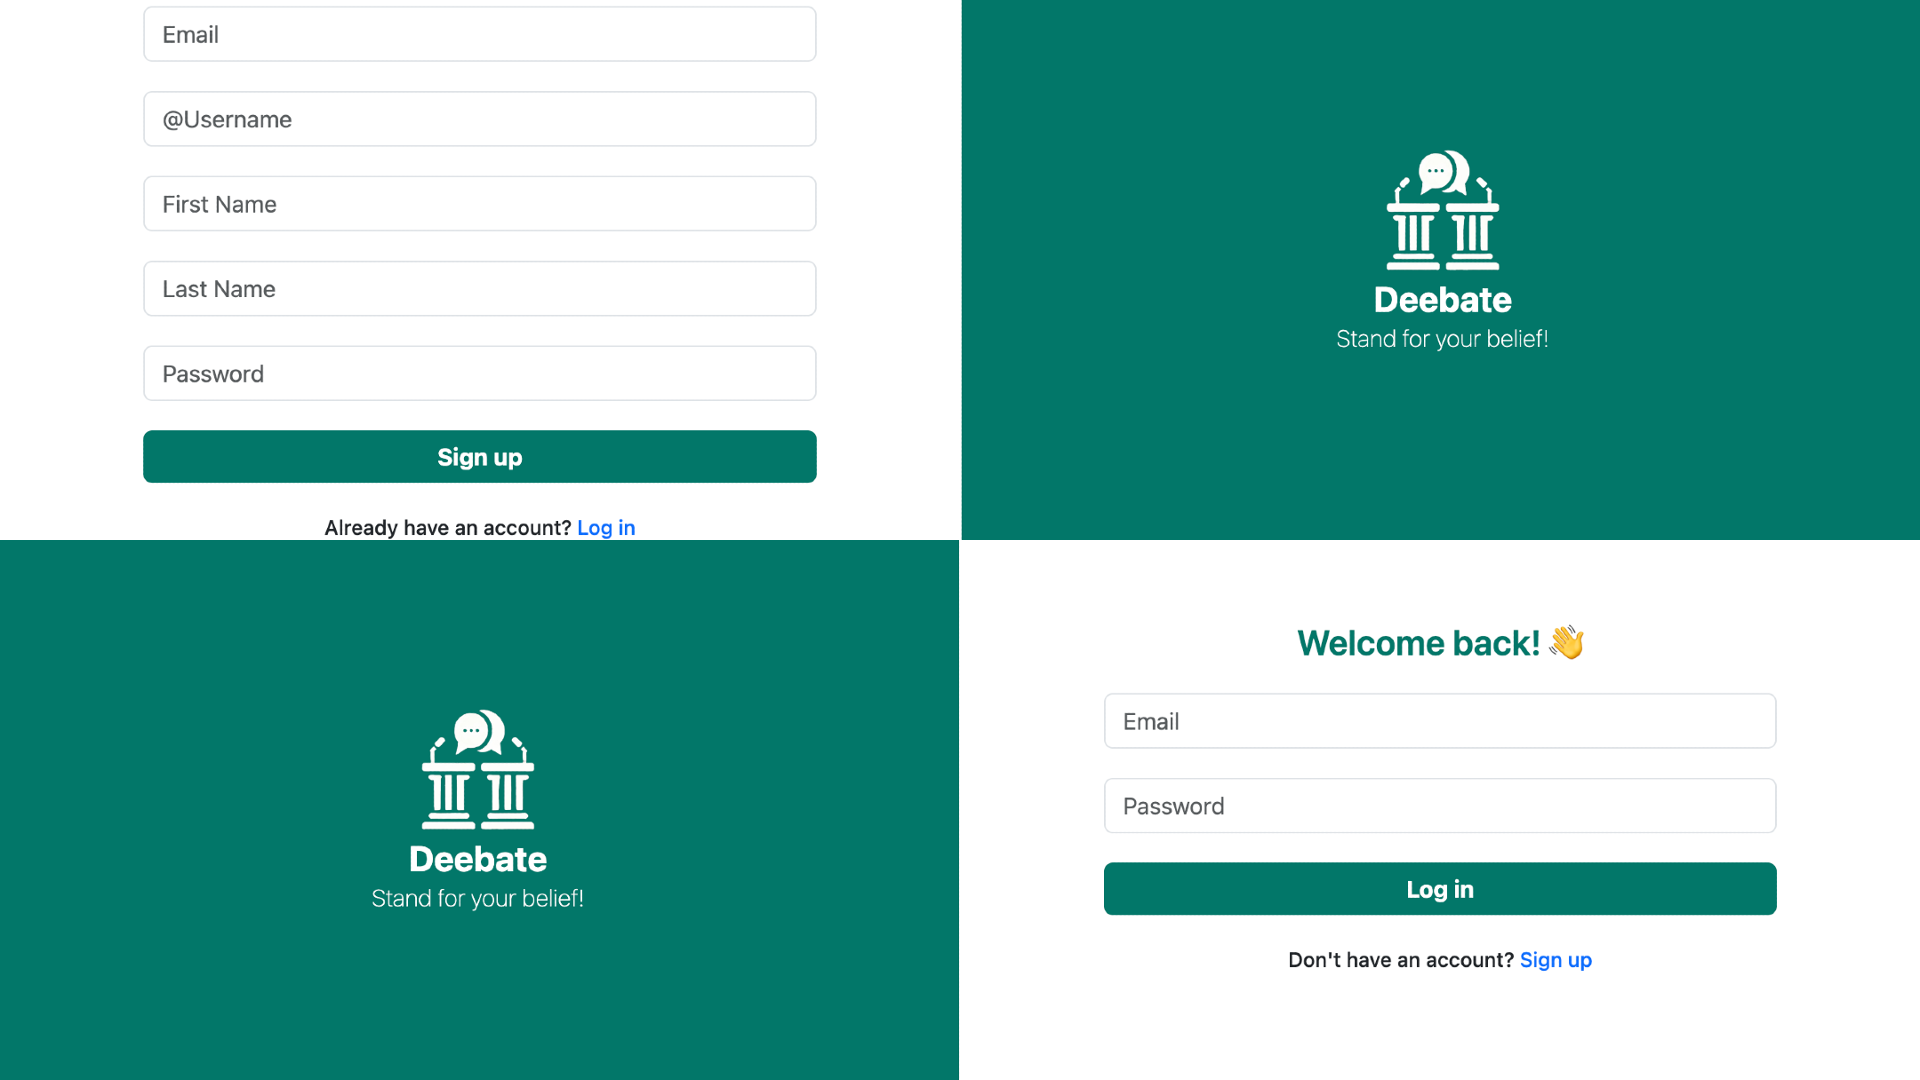 Email
@Username
First Name
Last Name
Password
Sign up
Already have an account? Log in
Deebate
Stand for your belief!
Deebate
Stand for your belief!
Welcome back! 👋
Email
Password
Log in
Don't have an account? Sign up